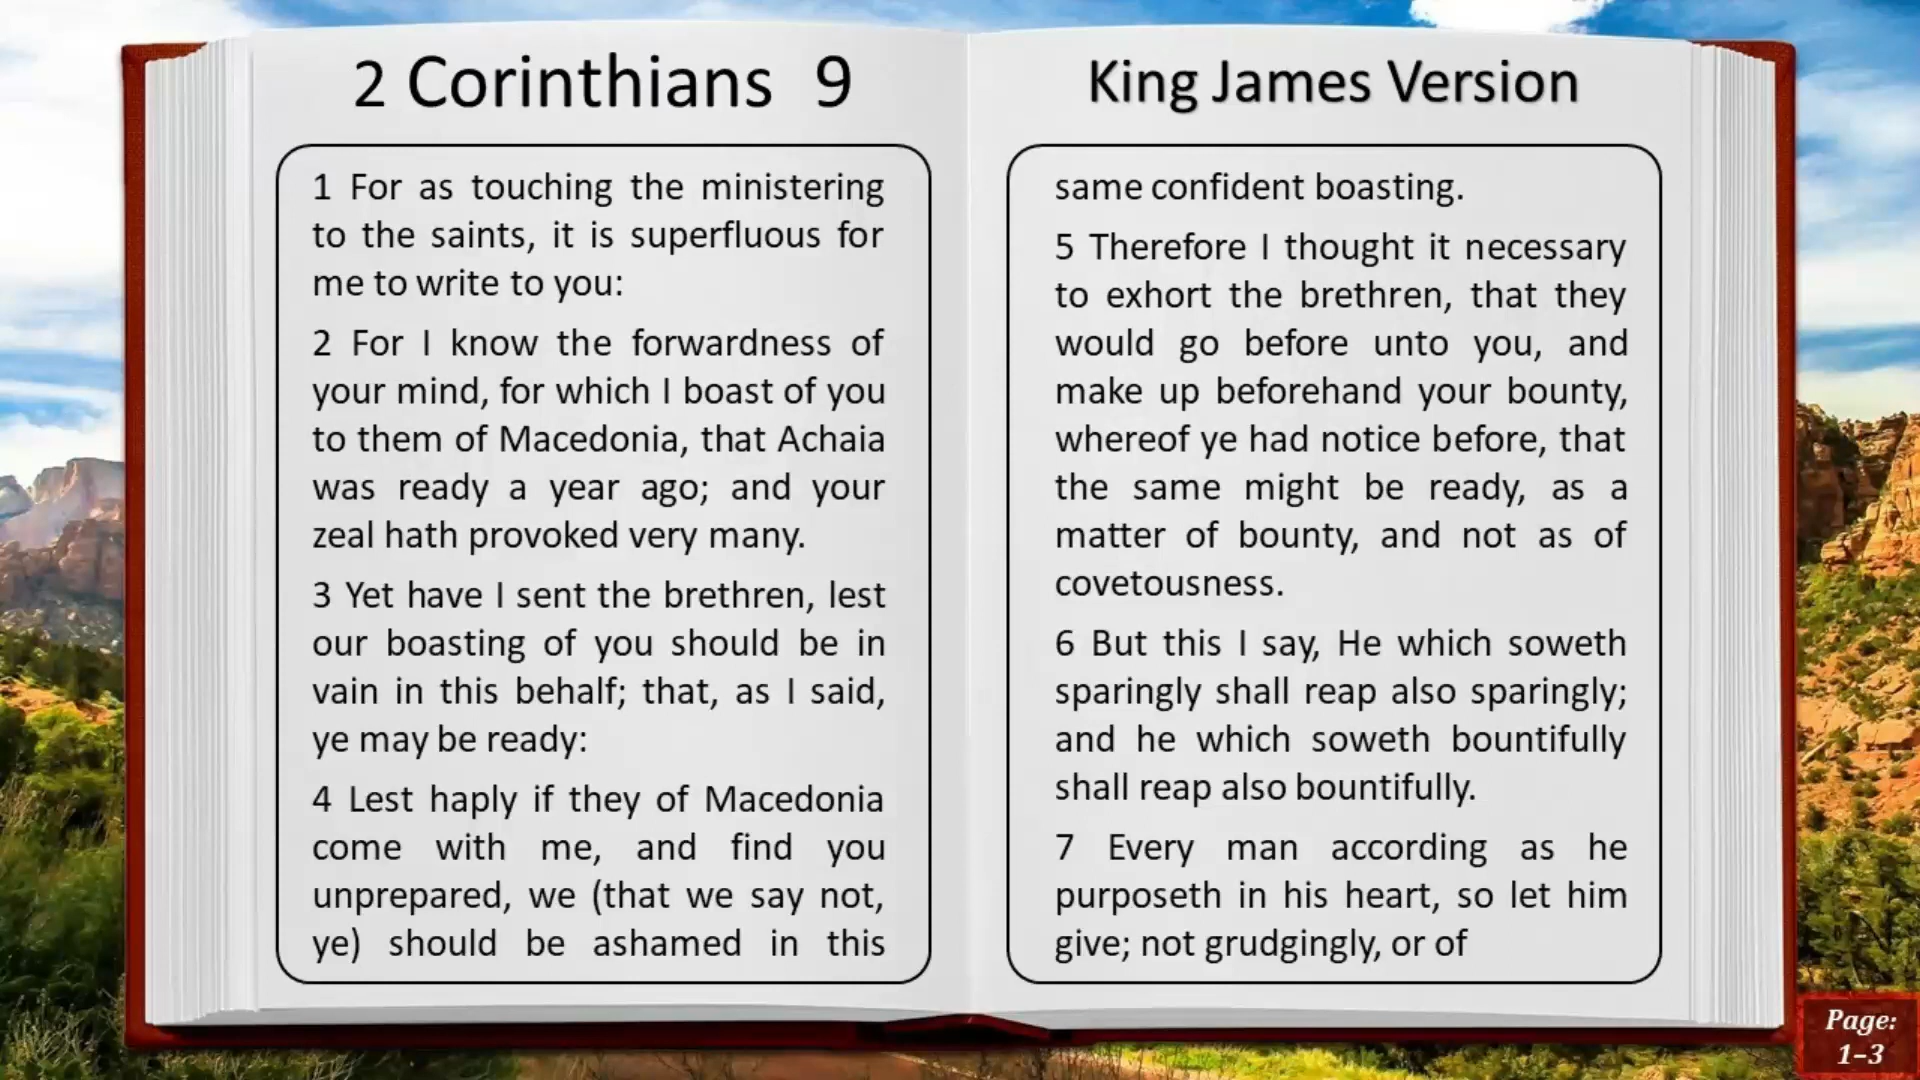 2 Corinthians 9
1 For as touching the ministering
to the saints, it is superfluous for
me to write to you:
2 For I know the forwardness of
your mind, for which I boast of you
to them of Macedonia, that Achaia
was ready a year ago; and your
zeal hath provoked very many.
3 Yet have I sent the brethren, lest
our boasting of you should be in
vain in this behalf; that, as I said,
ye may be ready:
4 Lest haply if they of Macedonia
come with me, and find you
unprepared, we (that we say not,
ye) should be ashamed in this
King James Version
same confident boasting.
5 Therefore I thought it necessary
to exhort the brethren, that they
would go before unto you, and
make up beforehand your bounty,
whereof ye had notice before, that
the same might be ready, as a
matter of bounty, and not as of
covetousness.
6 But this I say, He which soweth
sparingly shall reap also sparingly;
and he which soweth bountifully
shall reap also bountifully.
7 Every man according as he
purposeth in his heart, so let him
give; not grudgingly, or of
Page:
1–3